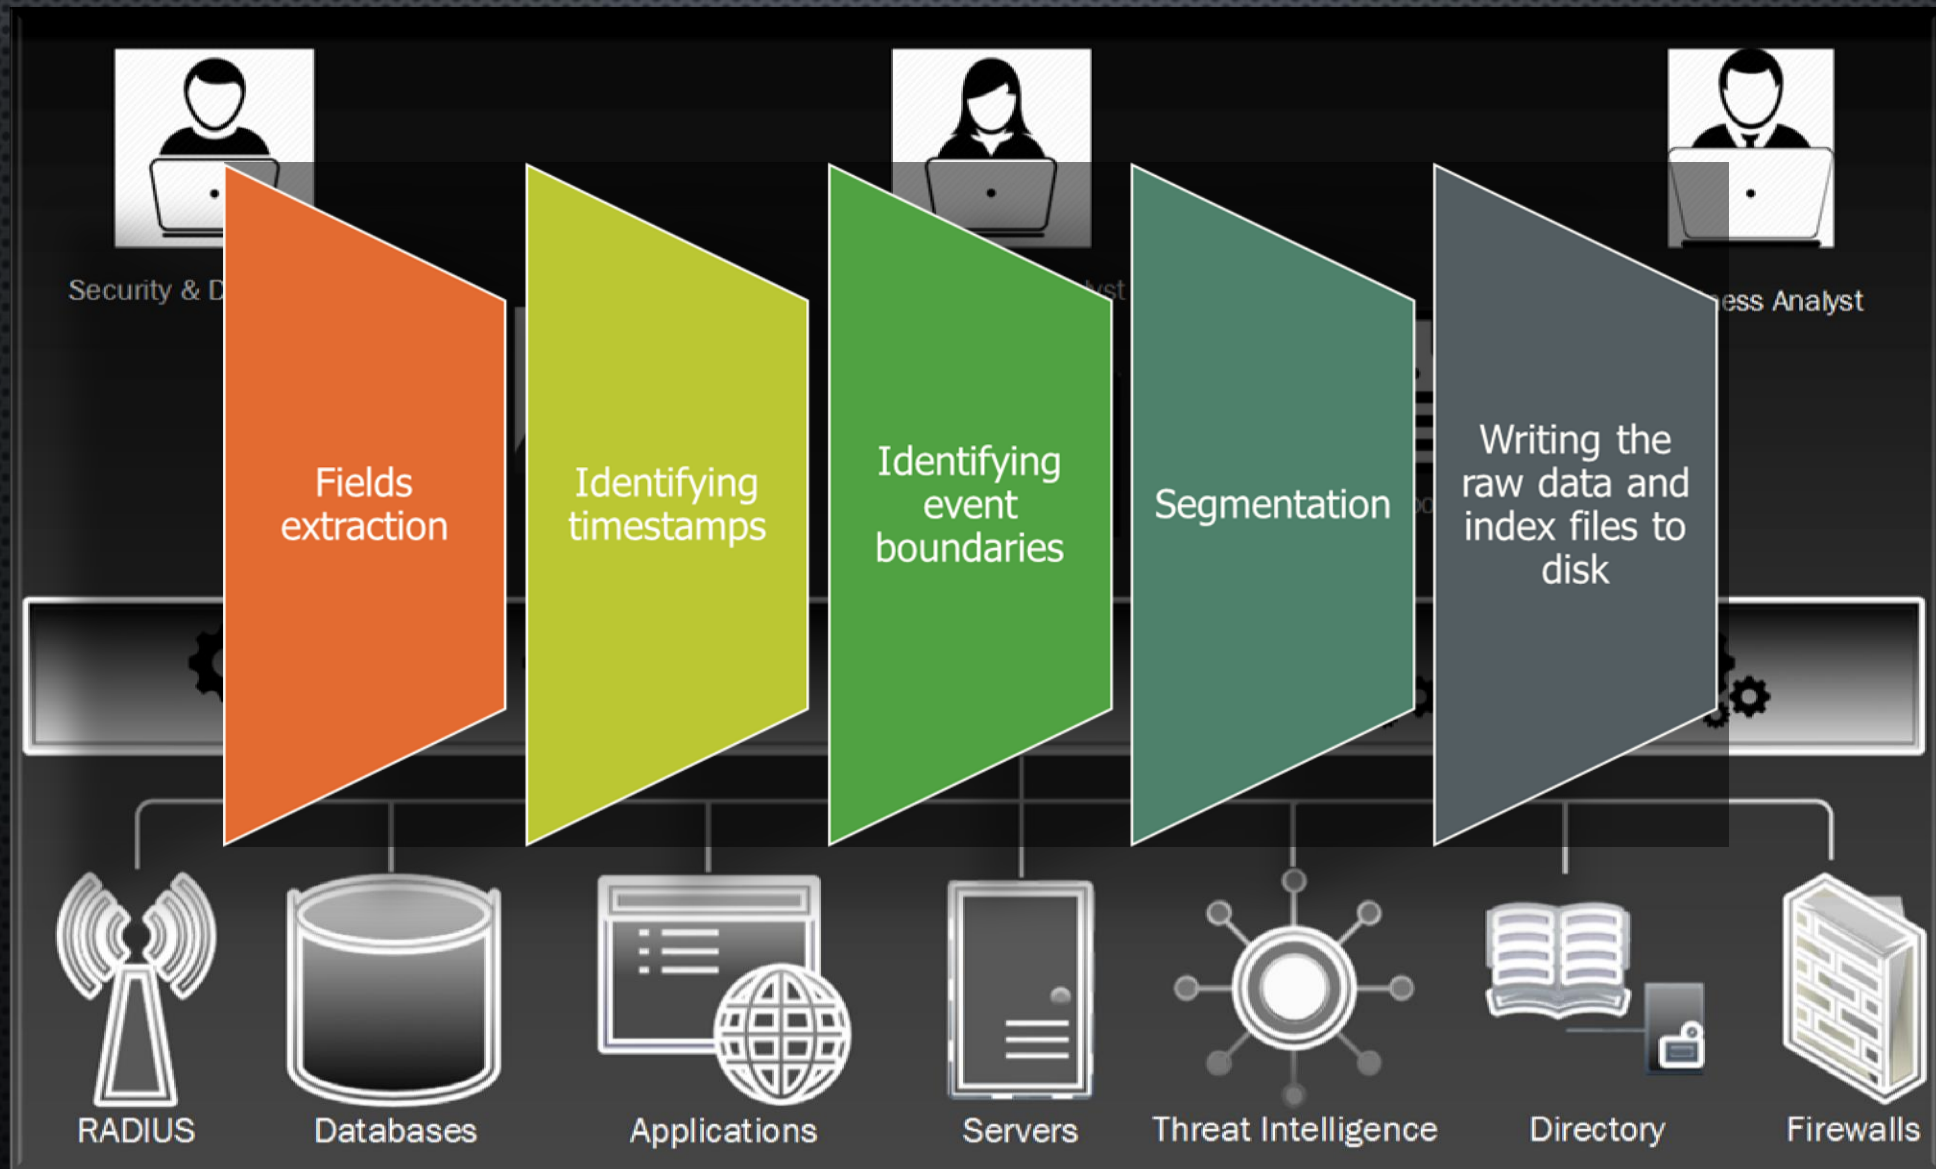 Security & D
yst
ess Analyst
Fields
extraction
Identifying
timestamps
Identifying
event
boundaries
Segmentation
Writing the
raw data and
index files to
disk
RADIUS
Databases
Applications
Servers
Threat Intelligence
Directory
Firewalls